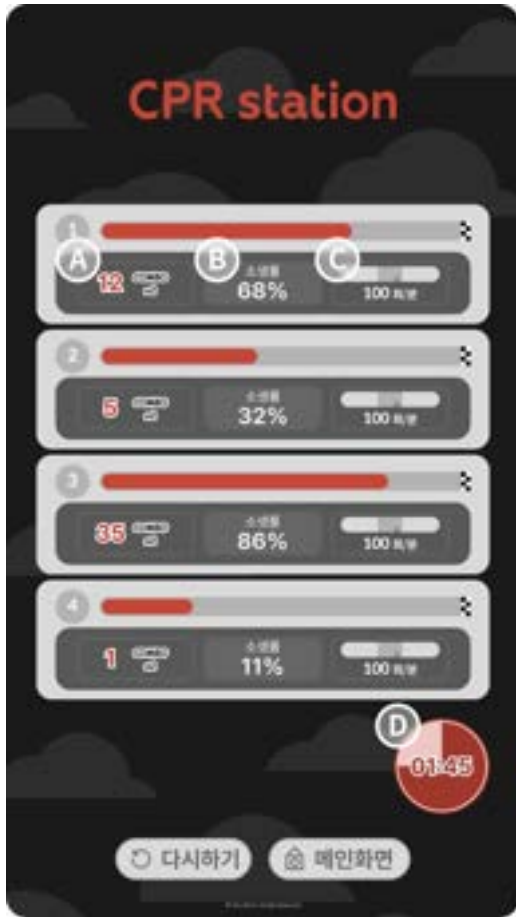 CPR station
1
A
B
C
12
소생률
68%
100 회/분
2
5
소생률
32%
100 회/분
3
35
소생률
86%
100 회/분
4
1
소생률
11%
100 회/분
D
01:45
다시하기
메인화면